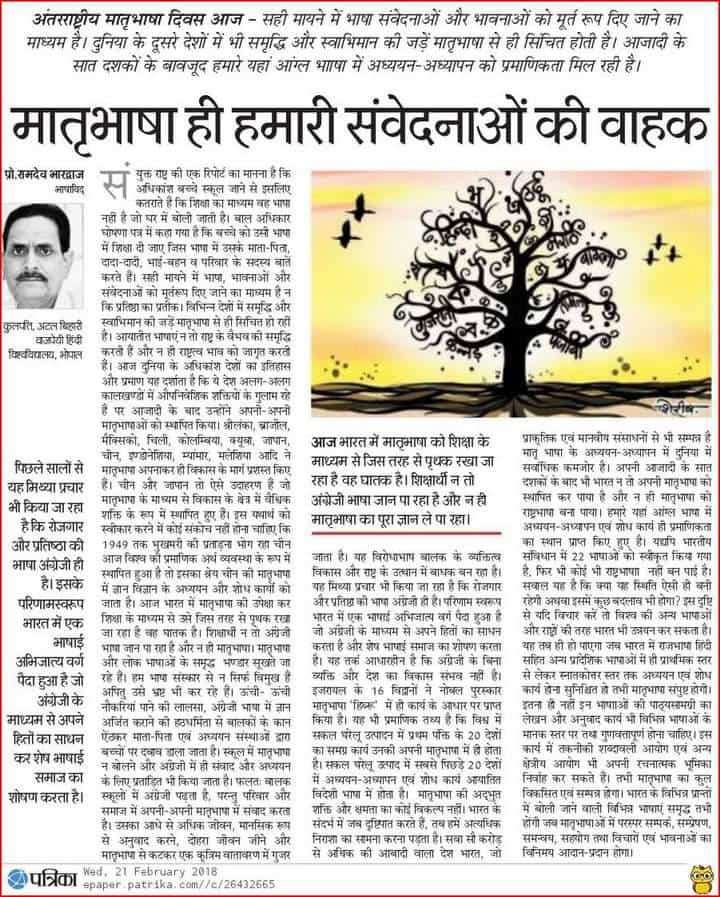 अंतरराष्ट्रीय मातृभाषा दिवस आज – सही मायने में भाषा संवेदनाओं और भावनाओं को मूर्त रूप दिए जाने का
माध्यम है। दुनिया के दूसरे देशों में भी समृद्धि और स्वाभिमान की जड़ें मातृभाषा से ही सिंचित होती है। आजादी के
सात दशकों के बावजूद हमारे यहां आंग्ल भााषा में अध्ययन-अध्यापन को प्रमाणिकता मिल रही है।
मातृभाषा ही हमारी संवेदनाओं की वाहक
प्रो. रामदेव भारद्वाज
भाषाविद्
कुलपति, अटल बिहारी
वाजपेयी हिंदी
विश्वविद्यालय, भोपाल
पिछले सालों से
यह मिथ्या प्रचार
भी किया जा रहा
है कि रोजगार
और प्रतिष्ठा की
भाषा अंग्रेजी ही
है। इसके
परिणामस्वरूप
भारत में एक
भाषाई
अभिजात्य वर्ग
पैदा हुआ है जो
अंग्रेजी के
माध्यम से अपने
हितों का साधन
कर शेष भाषाई
समाज का
शोषण करता है।
संयुक्त राष्ट्र की एक रिपोर्ट का मानना है कि
अधिकांश बच्चे स्कूल जाने से इसलिए
कतराते हैं कि शिक्षा का माध्यम वह भाषा
नहीं है जो घर में बोली जाती है। बाल अधिकार
घोषणा पत्र में कहा गया है कि बच्चे को उसी भाषा
में शिक्षा दी जाए जिस भाषा में उसके माता-पिता,
दादा-दादी, भाई-बहन व परिवार के सदस्य बातें
करते हैं। सही मायने में भाषा, भावनाओं और
संवेदनाओं को मूर्तरूप दिए जाने का माध्यम है न
कि प्रतिष्ठा का प्रतीक। विभिन्न देशों में समृद्धि और
स्वाभिमान की जड़ें मातृभाषा से ही सिंचित हो रहीं
है। आयातीत भाषाएं न तो राष्ट्र के वैभव को समृद्धि
करती हैं और न ही राष्ट्रत्व भाव को जागृत करती
हैं। आज दुनिया के अधिकांश देशों का इतिहास
और प्रमाण यह दर्शाता है कि ये देश अलग-अलग
कालखण्डों में औपनिवेशिक शक्तियों के गुलाम रहे
हैं पर आजादी के बाद उन्होंने अपनी-अपनी
मातृभाषाओं को स्थापित किया। श्रीलंका, ब्राजील,
मैक्सिको, चिली, कोलम्बिया, क्यूबा, जापान,
चीन, इण्डोनेशिया, म्यांमार, मलेशिया आदि ने
मातृभाषा अपनाकर ही विकास के मार्ग प्रशस्त किए
हैं। चीन और जापान तो ऐसे उदाहरण हैं जो
मातृभाषा के माध्यम से विकास के क्षेत्र में वैश्विक
शक्ति के रूप में स्थापित हुए हैं। इस यथार्थ को
स्वीकार करने में कोई संकोच नहीं होना चाहिए कि
1949 तक भुखमरी की प्रताड़ना भोग रहा चीन
आज विश्व की प्रमाणिक अर्थ व्यवस्था के रूप में
स्थापित हुआ है तो इसका श्रेय चीन की मातृभाषा
में ज्ञान विज्ञान के अध्ययन और शोध कार्यों को
जाता है। आज भारत में मातृभाषा की उपेक्षा कर
शिक्षा के माध्यम से उसे जिस तरह से पृथक रखा
जा रहा है वह घातक है। शिक्षार्थी न तो अंग्रेजी
भाषा जान पा रहा है और न ही मातृभाषा। मातृभाषा
और लोक भाषाओं के समृद्ध भण्डार सूखते जा
रहे हैं। हम भाषा संस्कार से न सिर्फ विमुख हैं
अपितु उसे भ्रष्ट भी कर रहे हैं। ऊंची- ऊंची
नौकरियां पाने की लालसा, अंग्रेजी भाषा में ज्ञान
अर्जित कराने की हठधर्मिता से बालकों के कान
ऐंठकर माता-पिता एवं अध्ययन संस्थाओं द्वारा
बच्चों पर दबाव डाला जाता है। स्कूल में मातृभाषा
न बोलने और अंग्रेजी में ही संवाद और अध्ययन
के लिए प्रताड़ित भी किया जाता है। फलतः बालक
स्कूलों में अंग्रेजी पढ़ता है, परन्तु परिवार और
समाज में अपनी-अपनी मातृभाषा में संवाद करता
है। उसका आधे से अधिक जीवन, मानसिक रूप
से अनुवाद करने, दोहरा जीवन जीने और
मातृभाषा से कटकर एक कृत्रिम वातावरण में गुजर
हिन्दी
उर्दू
मराठी
बांग्ला
तमिल
गुजराती
कन्नड़
पंजाबी
आज भारत में मातृभाषा को शिक्षा के
माध्यम से जिस तरह से पृथक रखा जा
रहा है वह घातक है। शिक्षार्थी न तो
अंग्रेजी भाषा जान पा रहा है और न ही
मातृभाषा का पूरा ज्ञान ले पा रहा।
जाता है। यह विरोधाभाष बालक के व्यक्तित्व
विकास और राष्ट्र के उत्थान में बाधक बन रहा है।
यह मिथ्या प्रचार भी किया जा रहा है कि रोजगार
और प्रतिष्ठा की भाषा अंग्रेजी ही है। परिणाम स्वरूप
भारत में एक भाषाई अभिजात्य वर्ग पैदा हुआ है
जो अंग्रेजी के माध्यम से अपने हितों का साधन
करता है और शेष भाषाई समाज का शोषण करता
है। यह तर्क आधारहीन है कि अंग्रेजी के बिना
व्यक्ति और देश का विकास संभव नहीं है।
इजरायल के 16 विद्वानों ने नोबल पुरस्कार
मातृभाषा 'हिब्रू' में ही कार्य के आधार पर प्राप्त
किया है। यह भी प्रमाणिक तथ्य है कि विश्व में
सकल घरेलू उत्पादन में प्रथम पंक्ति के 20 देशों
का समग्र कार्य उनकी अपनी मातृभाषा में ही होता
है। सकल घरेलू उत्पाद में सबसे पिछड़े 20 देशों
में अध्ययन-अध्यापन एवं शोध कार्य आयातित
विदेशी भाषा में होता है। मातृभाषा की अद्भुत
शक्ति और क्षमता का कोई विकल्प नहीं। भारत के
संदर्भ में जब दृष्टिपात करते हैं, तब हमें अत्यधिक
निराशा का सामना करना पड़ता है। सवा सौ करोड़
से अधिक की आबादी वाला देश भारत, जो
प्राकृतिक एवं मानवीय संसाधनों से भी सम्पन्न है
मातृ भाषा के अध्ययन-अध्यापन में दुनिया में
सर्वाधिक कमजोर है। अपनी आजादी के सात
दशकों के बाद भी भारत न तो अपनी मातृभाषा को
स्थापित कर पाया है और न ही मातृभाषा को
राष्ट्रभाषा बना पाया। हमारे यहां आंग्ल भाषा में
अध्ययन-अध्यापन एवं शोध कार्य ही प्रमाणिकता
का स्थान प्राप्त किए हुए है। यद्यपि भारतीय
संविधान में 22 भाषाओं को स्वीकृत किया गया
है, फिर भी कोई भी राष्ट्रभाषा नहीं बन पाई है।
सवाल यह है कि क्या यह स्थिति ऐसी ही बनी
रहेगी अथवा इसमें कुछ बदलाव भी होगा? इस दृष्टि
से यदि विचार करें तो विश्व की अन्य भाषाओं
और राष्ट्रों की तरह भारत भी उन्नयन कर सकता है।
यह तब ही हो पाएगा जब भारत में राजभाषा हिंदी
सहित अन्य प्रादेशिक भाषाओं में ही प्राथमिक स्तर
से लेकर स्नातकोत्तर स्तर तक अध्ययन एवं शोध
कार्य होना सुनिश्चित हो तभी मातृभाषा संपुष्ट होगी।
इतना ही नहीं इन भाषाओं की पाठ्यसामग्री का
लेखन और अनुवाद कार्य भी विभिन्न भाषाओं के
मानक स्तर पर तथा गुणवत्तापूर्ण होना चाहिए। इस
कार्य में तकनीकी शब्दावली आयोग एवं अन्य
क्षेत्रीय आयोग भी अपनी रचनात्मक भूमिका
निर्वाह कर सकते हैं। तभी मातृभाषा का कुल
विकसित एवं सम्पन्न होगा। भारत के विभिन्न प्रान्तों
में बोली जाने वाली विभिन्न भाषाएं समृद्ध तभी
होंगी जब मातृभाषाओं में परस्पर सम्पर्क, सम्प्रेषण,
समन्वय, सहयोग तथा विचारों एवं भावनाओं का
विनिमय आदान-प्रदान होगा।
पत्रिका
Wed, 21 February 2018
epaper.patrika.com//c/26432665